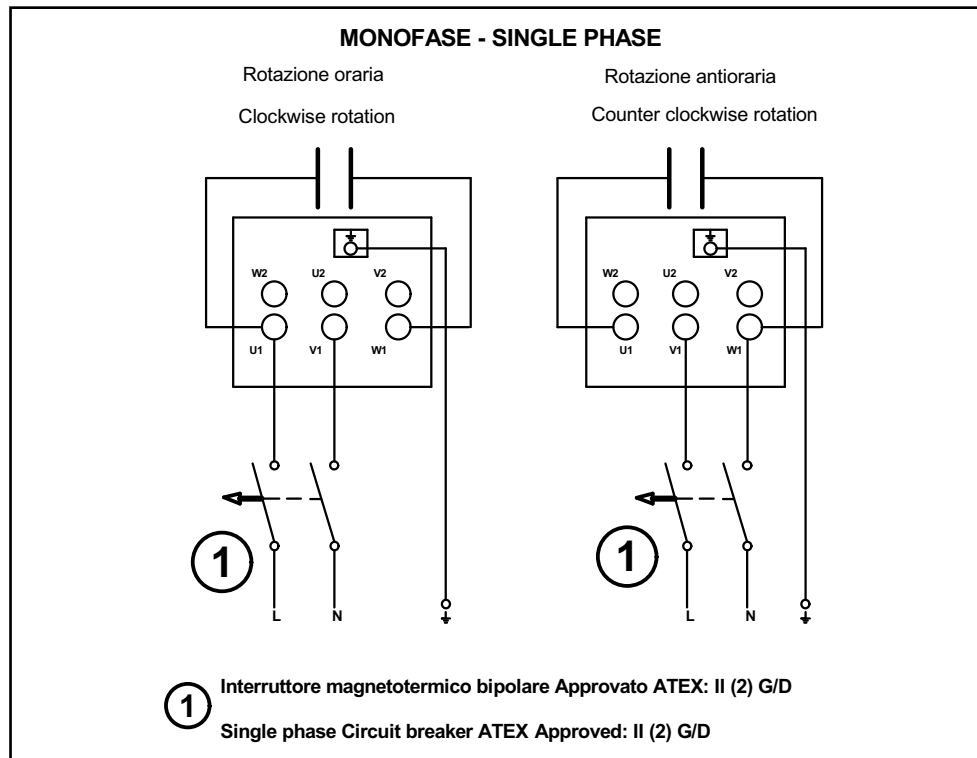 MONOFASE - SINGLE PHASE
Rotazione oraria
Clockwise rotation
Rotazione antioraria
Counter clockwise rotation
W2 U2 V2
U1 V1 W1
W2 U2 V2
U1 V1 W1
1
1
L N
L N
1
Interruttore magnetotermico bipolare Approvato ATEX: II (2) G/D
Single phase Circuit breaker ATEX Approved: II (2) G/D